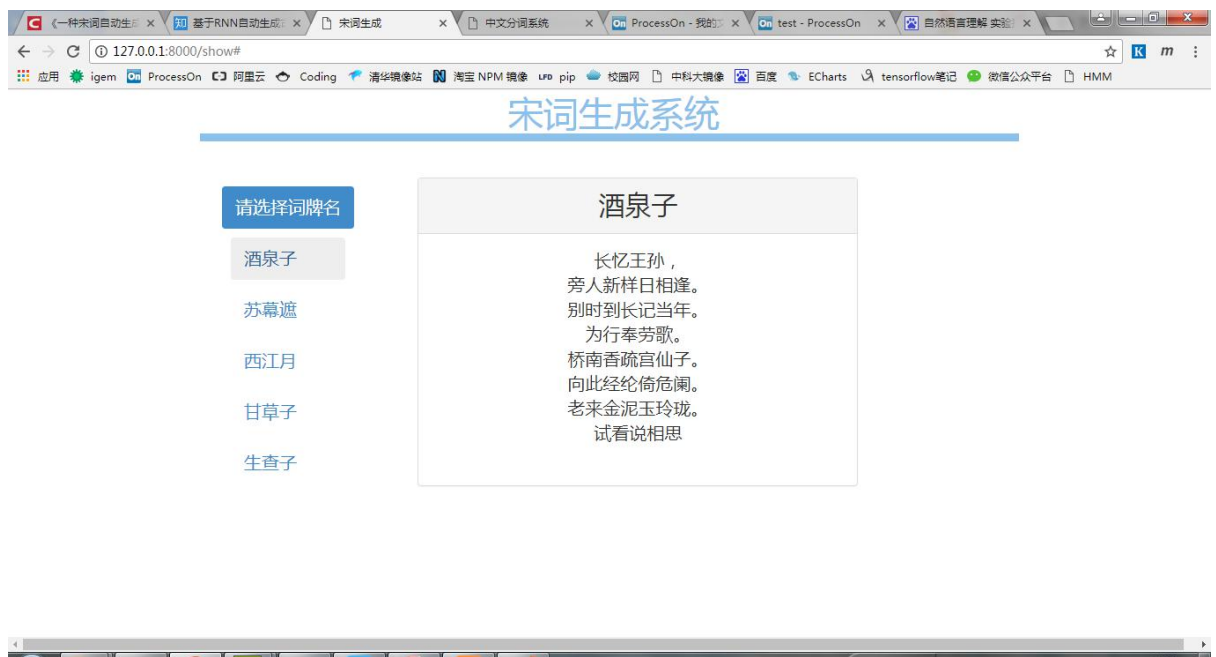 《一种宋词自动生成
基于RNN自动生成
宋词生成
中文分词系统
ProcessOn - 我的
test - ProcessOn
自然语言理解 实验
127.0.0.1:8000/show#
应用 igem ProcessOn 阿里云 Coding 清华镜像站 淘宝 NPM 镜像 pip 校园网 中科大镜像 百度 ECharts tensorflow笔记 微信公众平台 HMM
宋词生成系统
请选择词牌名
酒泉子
苏幕遮
西江月
甘草子
生查子
酒泉子
长忆王孙，
旁人新样日相逢。
别时到长记当年。
为行奉劳歌。
桥南香疏宫仙子。
向此经纶倚危阑。
老来金泥玉玲珑。
试看说相思